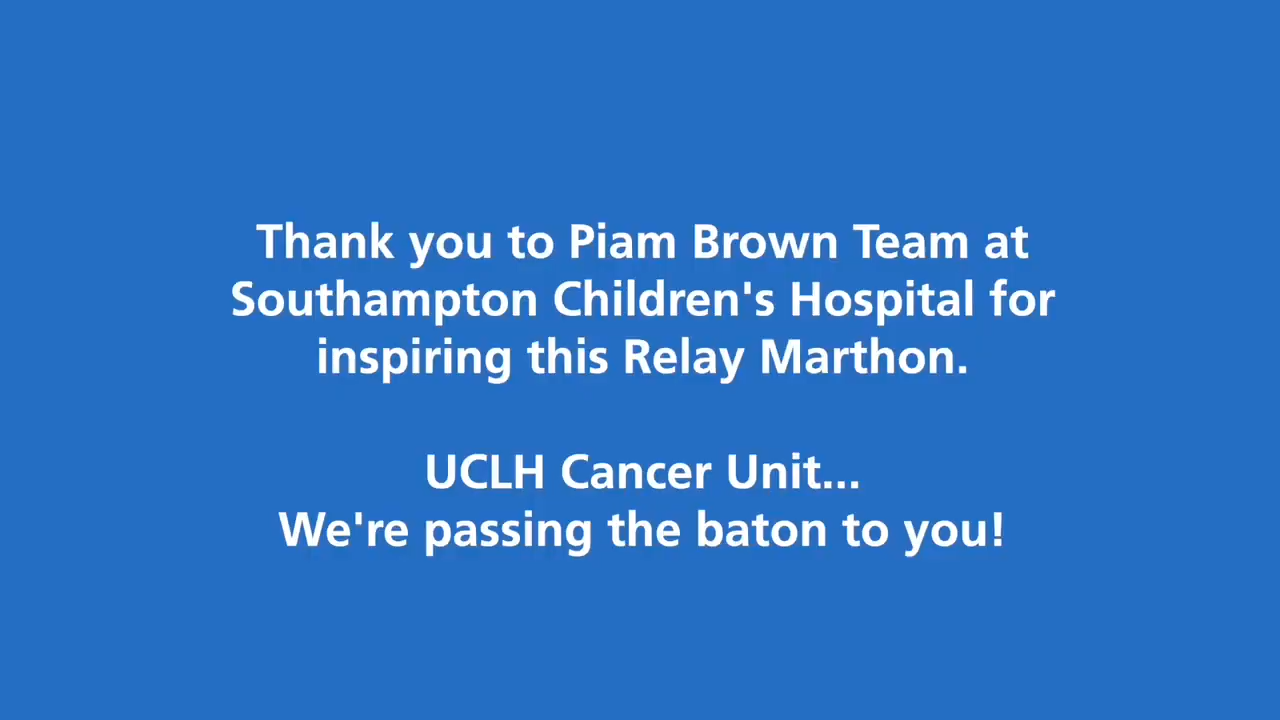 Thank you to Piam Brown Team at
Southampton Children's Hospital for
inspiring this Relay Marthon.
UCLH Cancer Unit...
We're passing the baton to you!